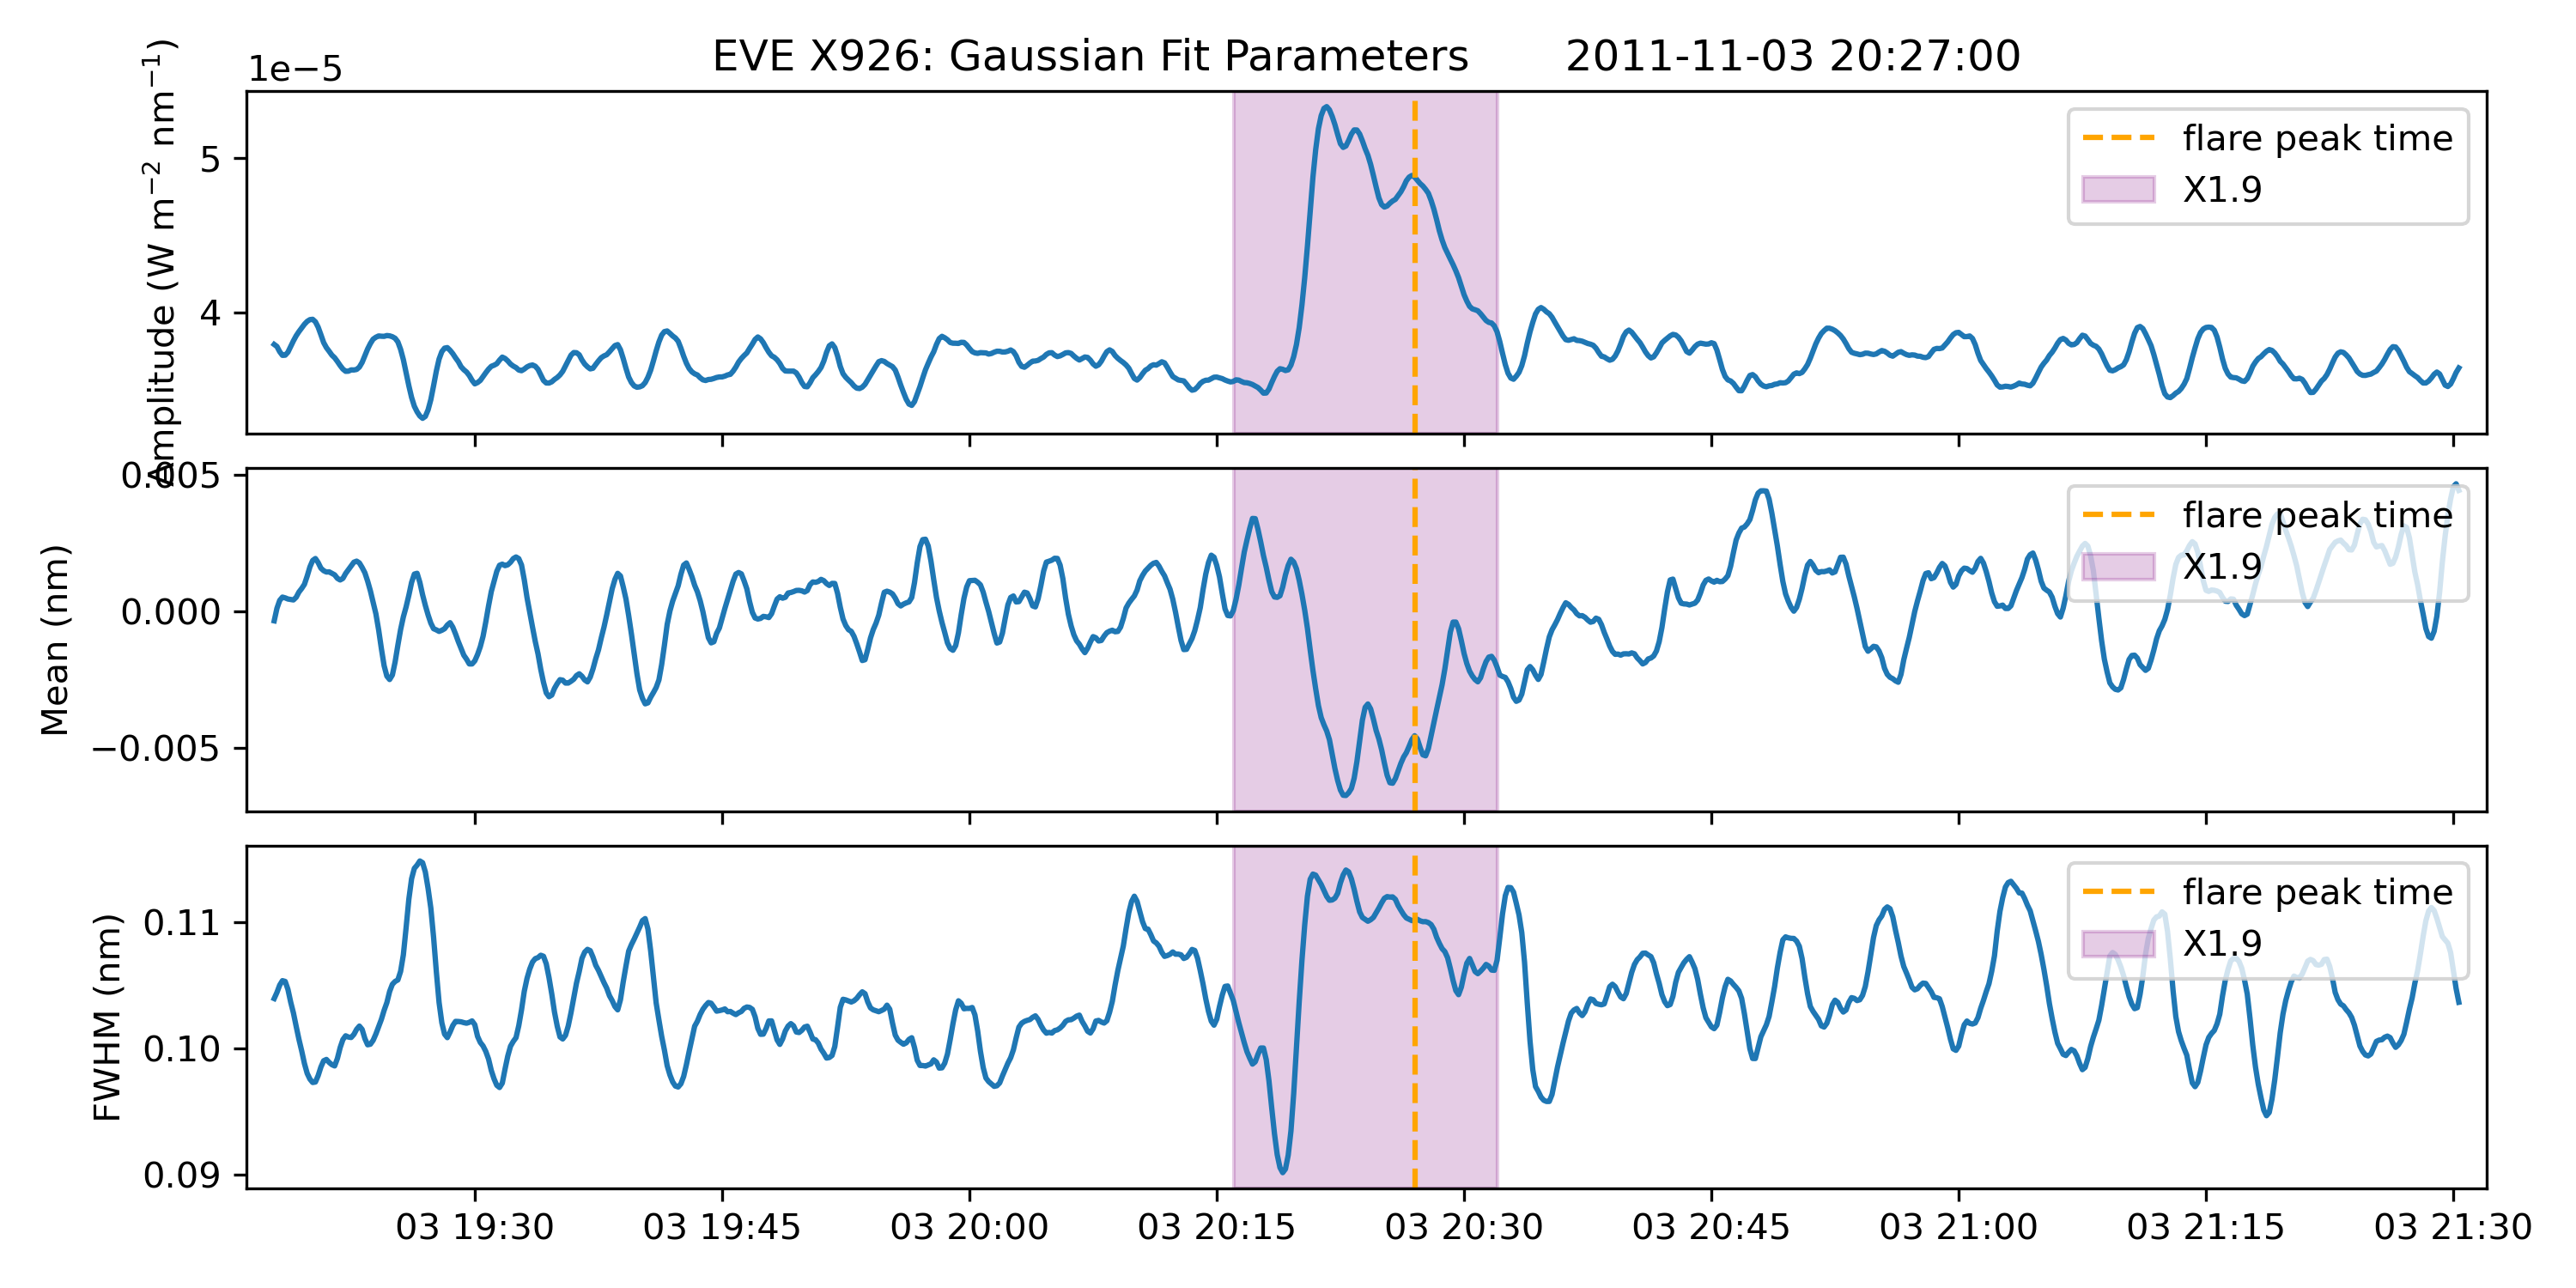 EVE X926: Gaussian Fit Parameters 2011-11-03 20:27:00
1e−5
Amplitude (W m⁻² nm⁻¹)
5
4
flare peak time
X1.9
Mean (nm)
0.005
0.000
−0.005
flare peak time
X1.9
FWHM (nm)
0.11
0.10
0.09
flare peak time
X1.9
03 19:30 03 19:45 03 20:00 03 20:15 03 20:30 03 20:45 03 21:00 03 21:15 03 21:30